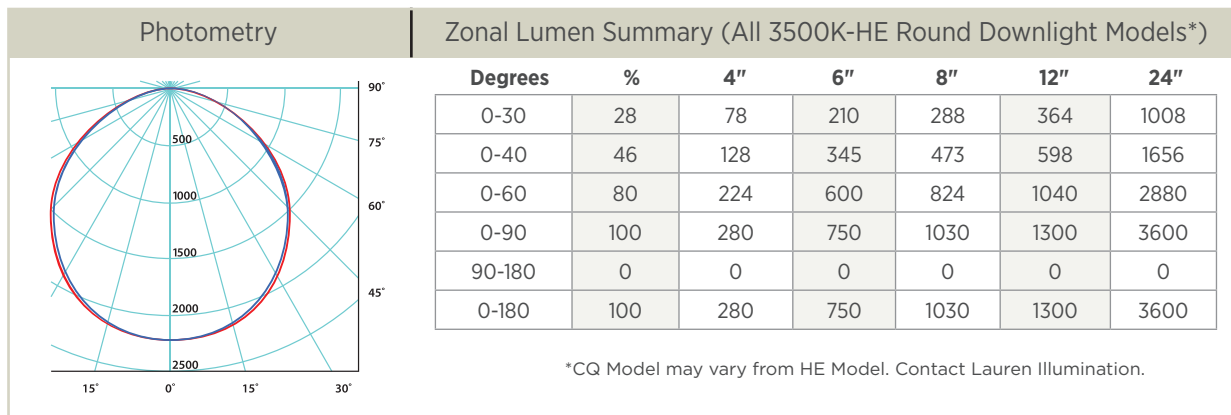 Photometry
Zonal Lumen Summary (All 3500K-HE Round Downlight Models*)
90˚
75˚
60˚
45˚
500
1000
1500
2000
2500
15˚ 0˚ 15˚ 30˚
Degrees % 4" 6" 8" 12" 24"
0-30 28 78 210 288 364 1008
0-40 46 128 345 473 598 1656
0-60 80 224 600 824 1040 2880
0-90 100 280 750 1030 1300 3600
90-180 0 0 0 0 0 0
0-180 100 280 750 1030 1300 3600
*CQ Model may vary from HE Model. Contact Lauren Illumination.